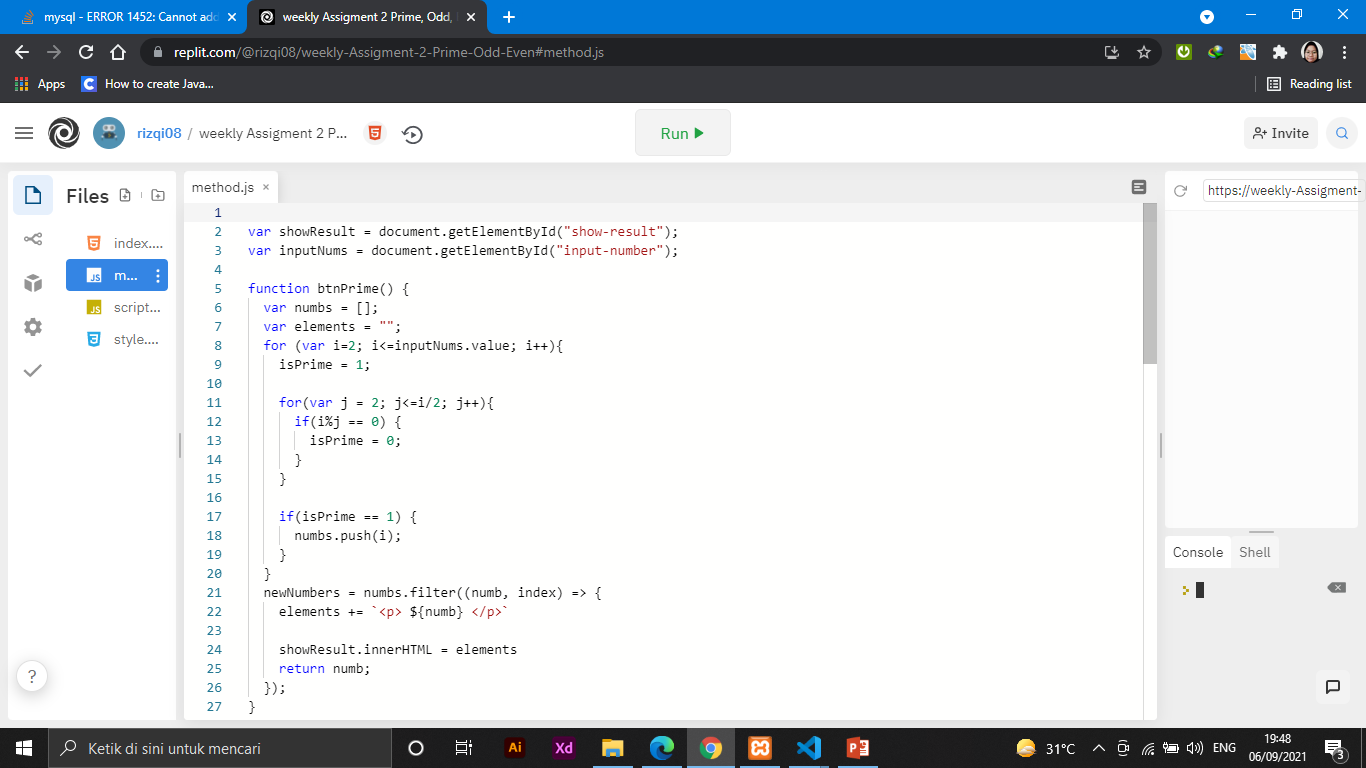 mysql - ERROR 1452: Cannot add
weekly Assigment 2 Prime, Odd,
replit.com/@rizqi08/weekly-Assigment-2-Prime-Odd-Even#method.js
Apps
How to create Java...
Reading list
rizqi08 / weekly Assigment 2 P...
Run
Invite
Files
index....
m...
script...
style....
method.js
https://weekly-Assigment-
1
2 var showResult = document.getElementById("show-result");
3 var inputNums = document.getElementById("input-number");
4
5 function btnPrime() {
6 var numbs = [];
7 var elements = "";
8 for (var i=2; i<=inputNums.value; i++){
9 isPrime = 1;
10
11 for(var j = 2; j<=i/2; j++){
12 if(i%j == 0) {
13 isPrime = 0;
14 }
15 }
16
17 if(isPrime == 1) {
18 numbs.push(i);
19 }
20 }
21 newNumbers = numbs.filter((numb, index) => {
22 elements += `<p> ${numb} </p>`
23
24 showResult.innerHTML = elements
25 return numb;
26 });
27 }
Console
Shell
?
Ketik di sini untuk mencari
Ai
Xd
31°C
ENG
19:48
06/09/2021
3